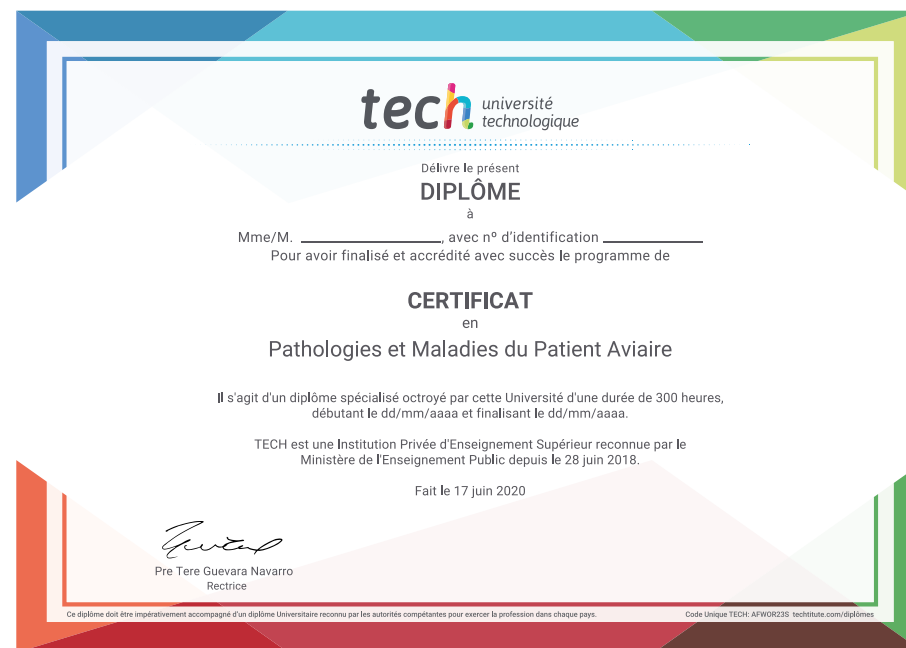 tech université
technologique
Délivre le présent
DIPLÔME
à
Mme/M. ____________________, avec nº d'identification ______________
Pour avoir finalisé et accrédité avec succès le programme de
CERTIFICAT
en
Pathologies et Maladies du Patient Aviaire
Il s'agit d'un diplôme spécialisé octroyé par cette Université d'une durée de 300 heures,
débutant le dd/mm/aaaa et finalisant le dd/mm/aaaa.
TECH est une Institution Privée d'Enseignement Supérieur reconnue par le
Ministère de l'Enseignement Public depuis le 28 juin 2018.
Fait le 17 juin 2020
Pre Tere Guevara Navarro
Rectrice
Ce diplôme doit être impérativement accompagné d'un diplôme Universitaire reconnu par les autorités compétentes pour exercer la profession dans chaque pays.
Code Unique TECH: AFWOR23S techtitute.com/diplômes